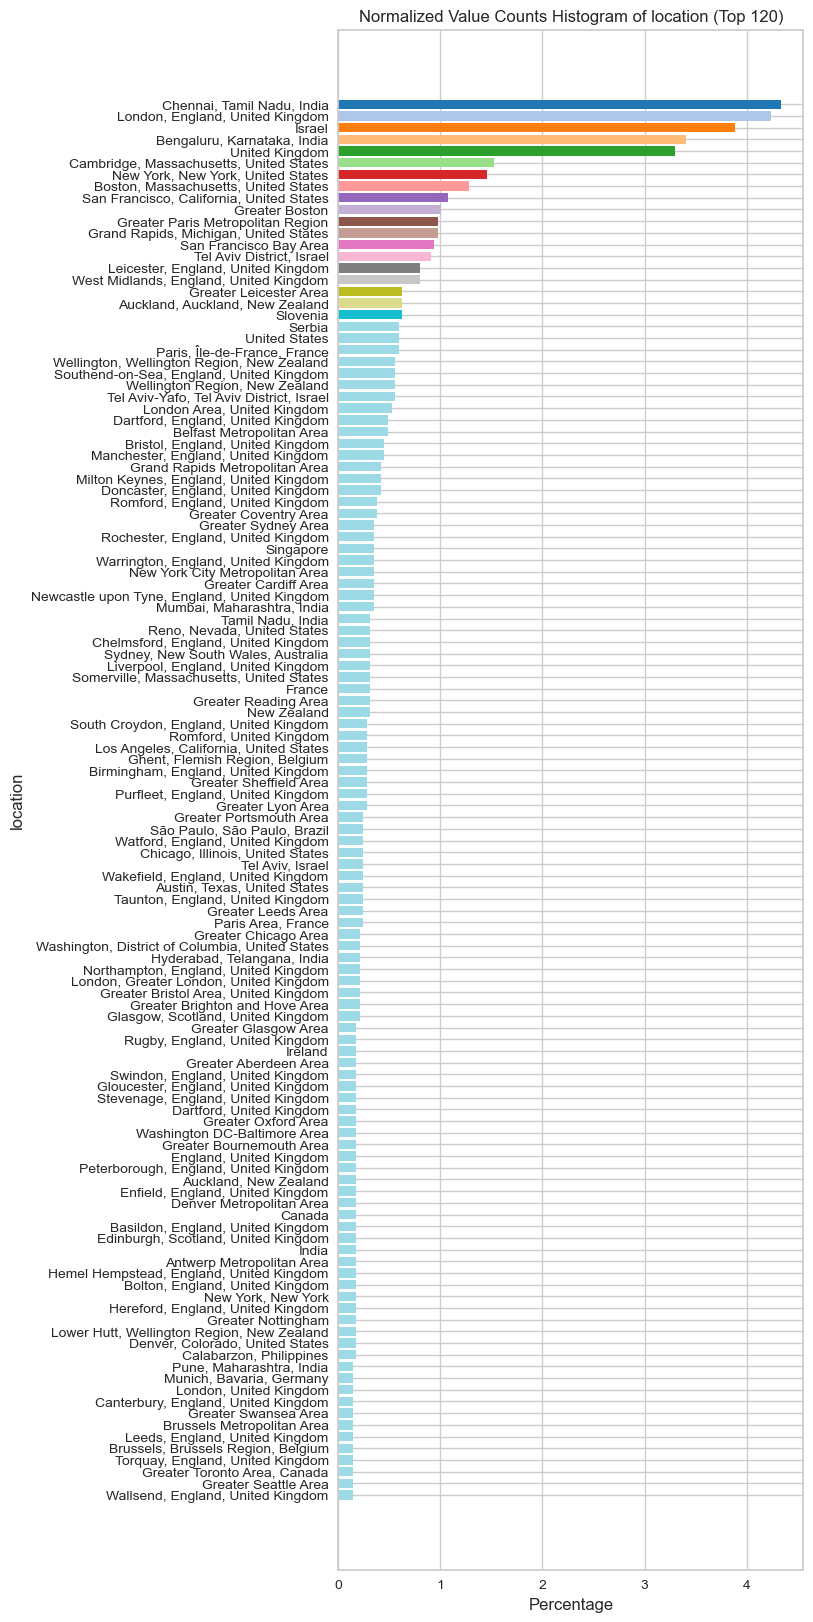 Normalized Value Counts Histogram of location (Top 120)
Chennai, Tamil Nadu, India
London, England, United Kingdom
Israel
Bengaluru, Karnataka, India
United Kingdom
Cambridge, Massachusetts, United States
New York, New York, United States
Boston, Massachusetts, United States
San Francisco, California, United States
Greater Boston
Greater Paris Metropolitan Region
Grand Rapids, Michigan, United States
San Francisco Bay Area
Tel Aviv District, Israel
Leicester, England, United Kingdom
West Midlands, England, United Kingdom
Greater Leicester Area
Auckland, Auckland, New Zealand
Slovenia
Serbia
United States
Paris, Île-de-France, France
Wellington, Wellington Region, New Zealand
Southend-on-Sea, England, United Kingdom
Wellington Region, New Zealand
Tel Aviv-Yafo, Tel Aviv District, Israel
London Area, United Kingdom
Dartford, England, United Kingdom
Belfast Metropolitan Area
Bristol, England, United Kingdom
Manchester, England, United Kingdom
Grand Rapids Metropolitan Area
Milton Keynes, England, United Kingdom
Doncaster, England, United Kingdom
Romford, England, United Kingdom
Greater Coventry Area
Greater Sydney Area
Rochester, England, United Kingdom
Singapore
Warrington, England, United Kingdom
New York City Metropolitan Area
Greater Cardiff Area
Newcastle upon Tyne, England, United Kingdom
Mumbai, Maharashtra, India
Tamil Nadu, India
Reno, Nevada, United States
Chelmsford, England, United Kingdom
Sydney, New South Wales, Australia
Liverpool, England, United Kingdom
Somerville, Massachusetts, United States
France
Greater Reading Area
New Zealand
South Croydon, England, United Kingdom
Romford, United Kingdom
Los Angeles, California, United States
Ghent, Flemish Region, Belgium
Birmingham, England, United Kingdom
Greater Sheffield Area
Purfleet, England, United Kingdom
Greater Lyon Area
Greater Portsmouth Area
São Paulo, São Paulo, Brazil
Watford, England, United Kingdom
Chicago, Illinois, United States
Tel Aviv, Israel
Wakefield, England, United Kingdom
Austin, Texas, United States
Taunton, England, United Kingdom
Greater Leeds Area
Paris Area, France
Greater Chicago Area
Washington, District of Columbia, United States
Hyderabad, Telangana, India
Northampton, England, United Kingdom
London, Greater London, United Kingdom
Greater Bristol Area, United Kingdom
Greater Brighton and Hove Area
Glasgow, Scotland, United Kingdom
Greater Glasgow Area
Rugby, England, United Kingdom
Ireland
Greater Aberdeen Area
Swindon, England, United Kingdom
Gloucester, England, United Kingdom
Stevenage, England, United Kingdom
Dartford, United Kingdom
Greater Oxford Area
Washington DC-Baltimore Area
Greater Bournemouth Area
England, United Kingdom
Peterborough, England, United Kingdom
Auckland, New Zealand
Enfield, England, United Kingdom
Denver Metropolitan Area
Canada
Basildon, England, United Kingdom
Edinburgh, Scotland, United Kingdom
India
Antwerp Metropolitan Area
Hemel Hempstead, England, United Kingdom
Bolton, England, United Kingdom
New York, New York
Hereford, England, United Kingdom
Greater Nottingham
Lower Hutt, Wellington Region, New Zealand
Denver, Colorado, United States
Calabarzon, Philippines
Pune, Maharashtra, India
Munich, Bavaria, Germany
London, United Kingdom
Canterbury, England, United Kingdom
Greater Swansea Area
Brussels Metropolitan Area
Leeds, England, United Kingdom
Brussels, Brussels Region, Belgium
Torquay, England, United Kingdom
Greater Toronto Area, Canada
Greater Seattle Area
Wallsend, England, United Kingdom
location
0 1 2 3 4
Percentage